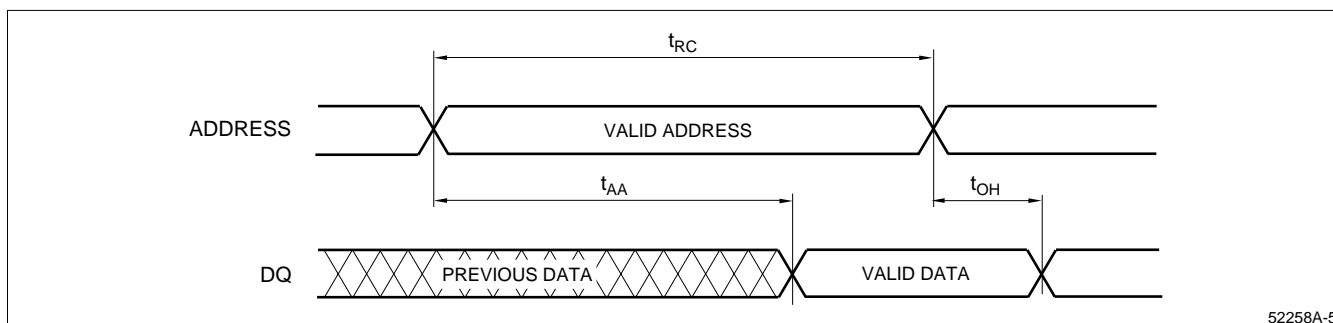 tRC
ADDRESS
VALID ADDRESS
tAA
tOH
DQ
PREVIOUS DATA
VALID DATA
52258A-5